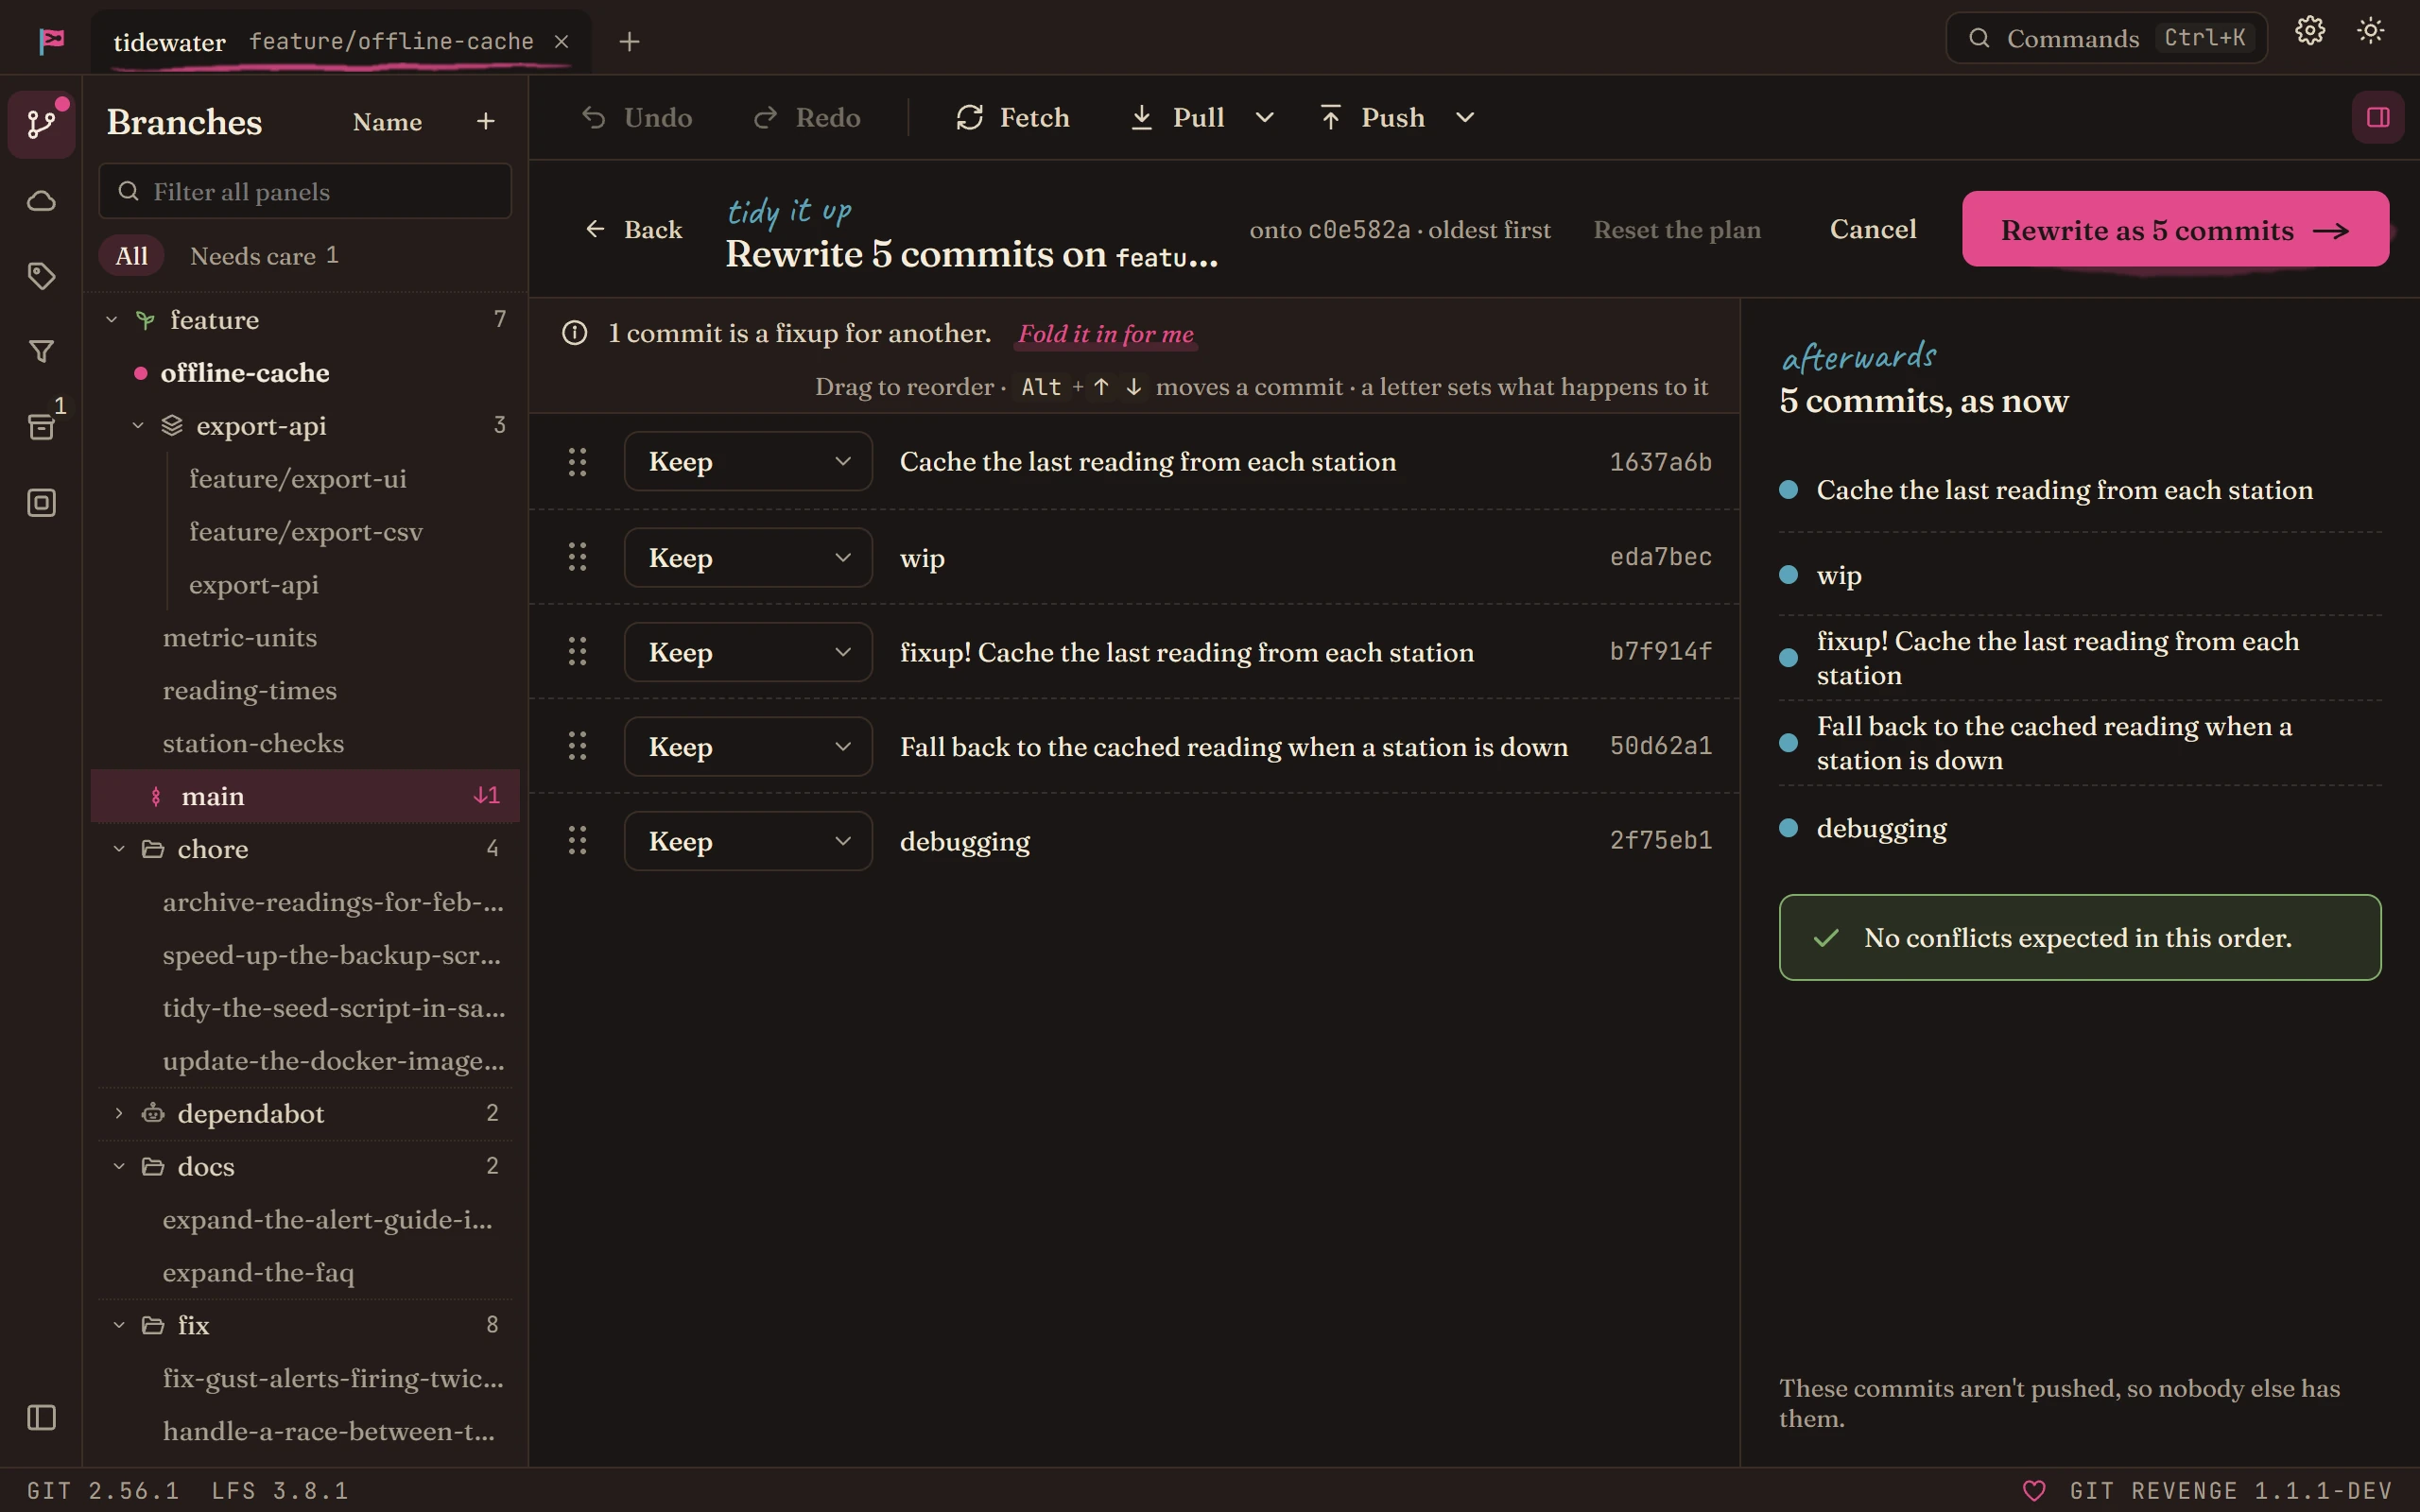 tidewater feature/offline-cache
Commands Ctrl+K
Branches Name
Undo Redo Fetch Pull Push
Filter all panels
All Needs care 1
Back
tidy it up
Rewrite 5 commits on featu...
onto c0e582a · oldest first
Reset the plan
Cancel
Rewrite as 5 commits
feature 7
offline-cache
1
export-api 3
feature/export-ui
feature/export-csv
export-api
metric-units
reading-times
station-checks
main ↓1
chore 4
archive-readings-for-feb-...
speed-up-the-backup-scr...
tidy-the-seed-script-in-sa...
update-the-docker-image...
dependabot 2
docs 2
expand-the-alert-guide-i...
expand-the-faq
fix 8
fix-gust-alerts-firing-twic...
handle-a-race-between-t...
1 commit is a fixup for another. Fold it in for me
Drag to reorder · Alt + ↑ ↓ moves a commit · a letter sets what happens to it
Keep Cache the last reading from each station 1637a6b
Keep wip eda7bec
Keep fixup! Cache the last reading from each station b7f914f
Keep Fall back to the cached reading when a station is down 50d62a1
Keep debugging 2f75eb1
afterwards
5 commits, as now
Cache the last reading from each station
wip
fixup! Cache the last reading from each
station
Fall back to the cached reading when a
station is down
debugging
No conflicts expected in this order.
These commits aren't pushed, so nobody else has
them.
GIT 2.56.1 LFS 3.8.1
GIT REVENGE 1.1.1-DEV